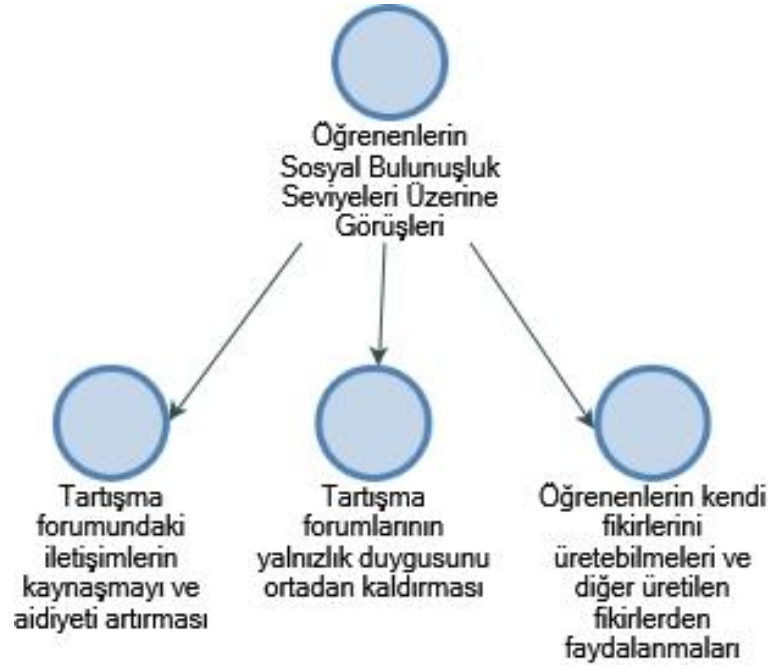 Öğrenenlerin
Sosyal Bulunuşluk
Seviyeleri Üzerine
Görüşleri
Tartışma
forumundaki
iletişimlerin
kaynaşmayı ve
aidiyeti artırması
Tartışma
forumlarının
yalnızlık duygusunu
ortadan kaldırması
Öğrenenlerin kendi
fikirlerini
üretebilmeleri ve
diğer üretilen
fikirlerden
faydalanmaları